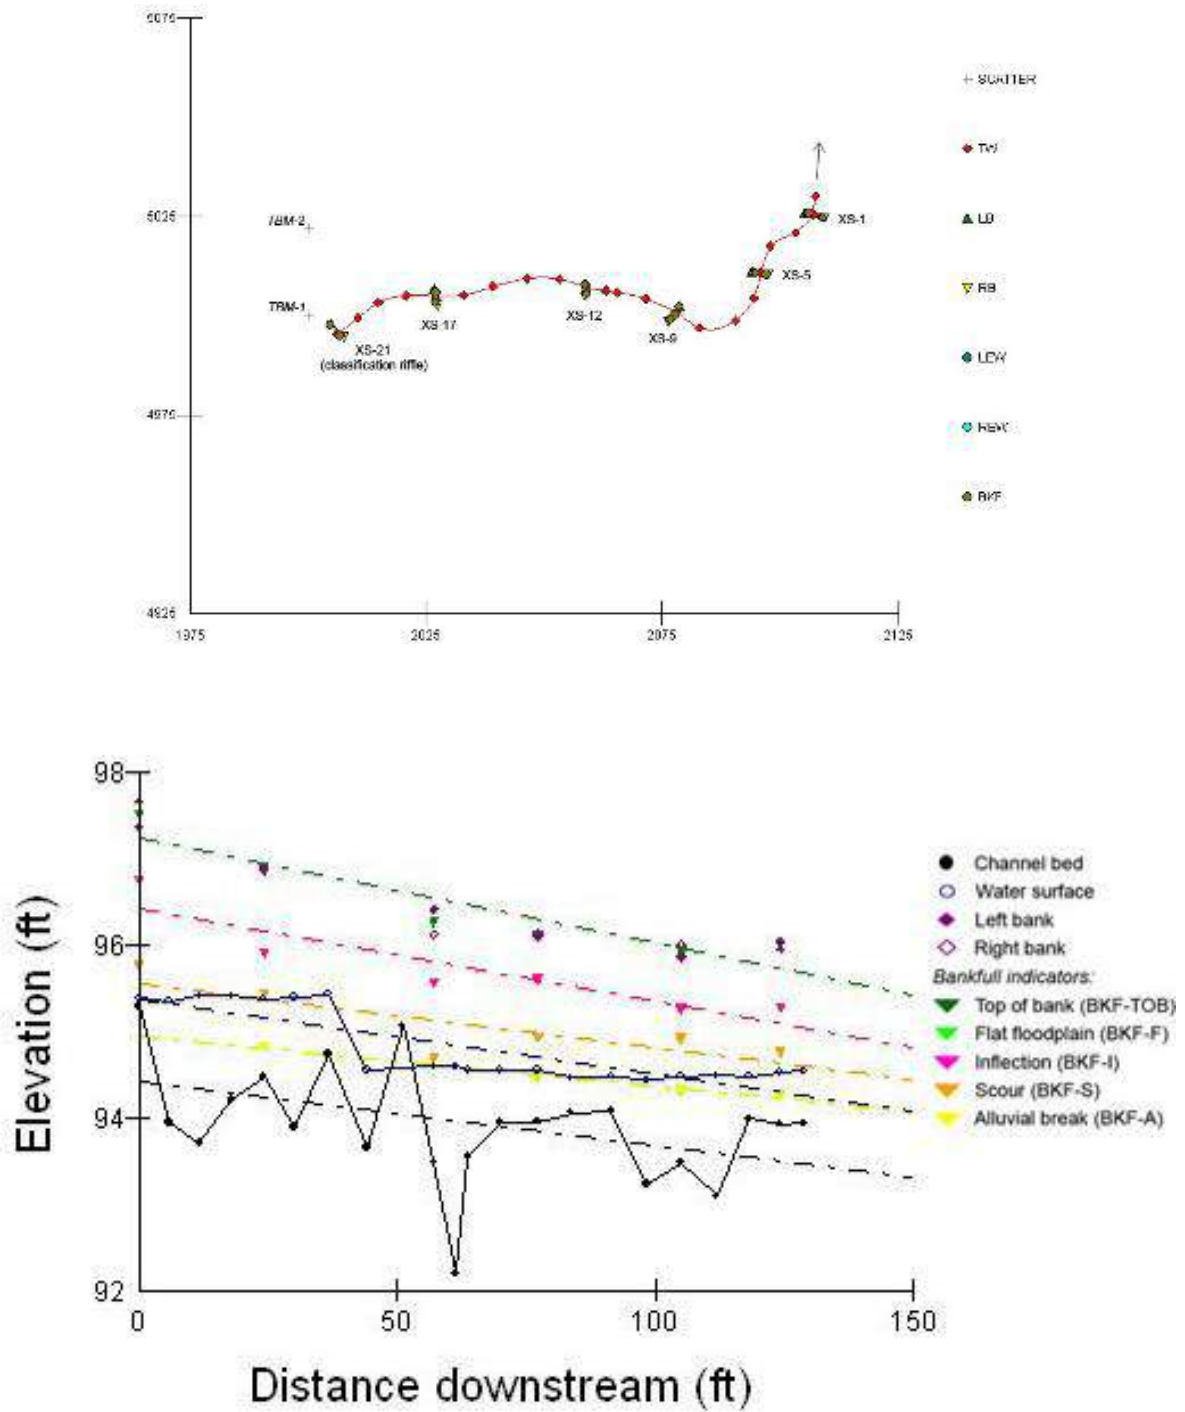 5075
SCATTER
TW
5025
TBM-2
LB
XS-1
XS-5
RB
TBM-1
XS-17
XS-12
XS-9
XS-21
(classification riffle)
LEW
4975
REW
BKF
4925
1975
2025
2075
2125
98
96
94
92
0
50
100
150
Elevation (ft)
Distance downstream (ft)
Channel bed
Water surface
Left bank
Right bank
Bankfull indicators:
Top of bank (BKF-TOB)
Flat floodplain (BKF-F)
Inflection (BKF-I)
Scour (BKF-S)
Alluvial break (BKF-A)